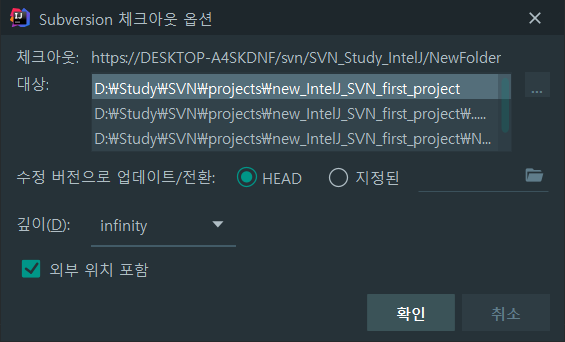 Subversion 체크아웃 옵션
체크아웃: https://DESKTOP-A4SKDNF/svn/SVN_Study_IntelJ/NewFolder
대상: D:₩Study₩SVN₩projects₩new_IntelJ_SVN_first_project
...
D:₩Study₩SVN₩projects₩new_IntelJ_SVN_first_project₩.....
D:₩Study₩SVN₩projects₩new_IntelJ_SVN_first_project₩N...
수정 버전으로 업데이트/전환: HEAD 지정된
깊이(D): infinity
외부 위치 포함
확인 취소